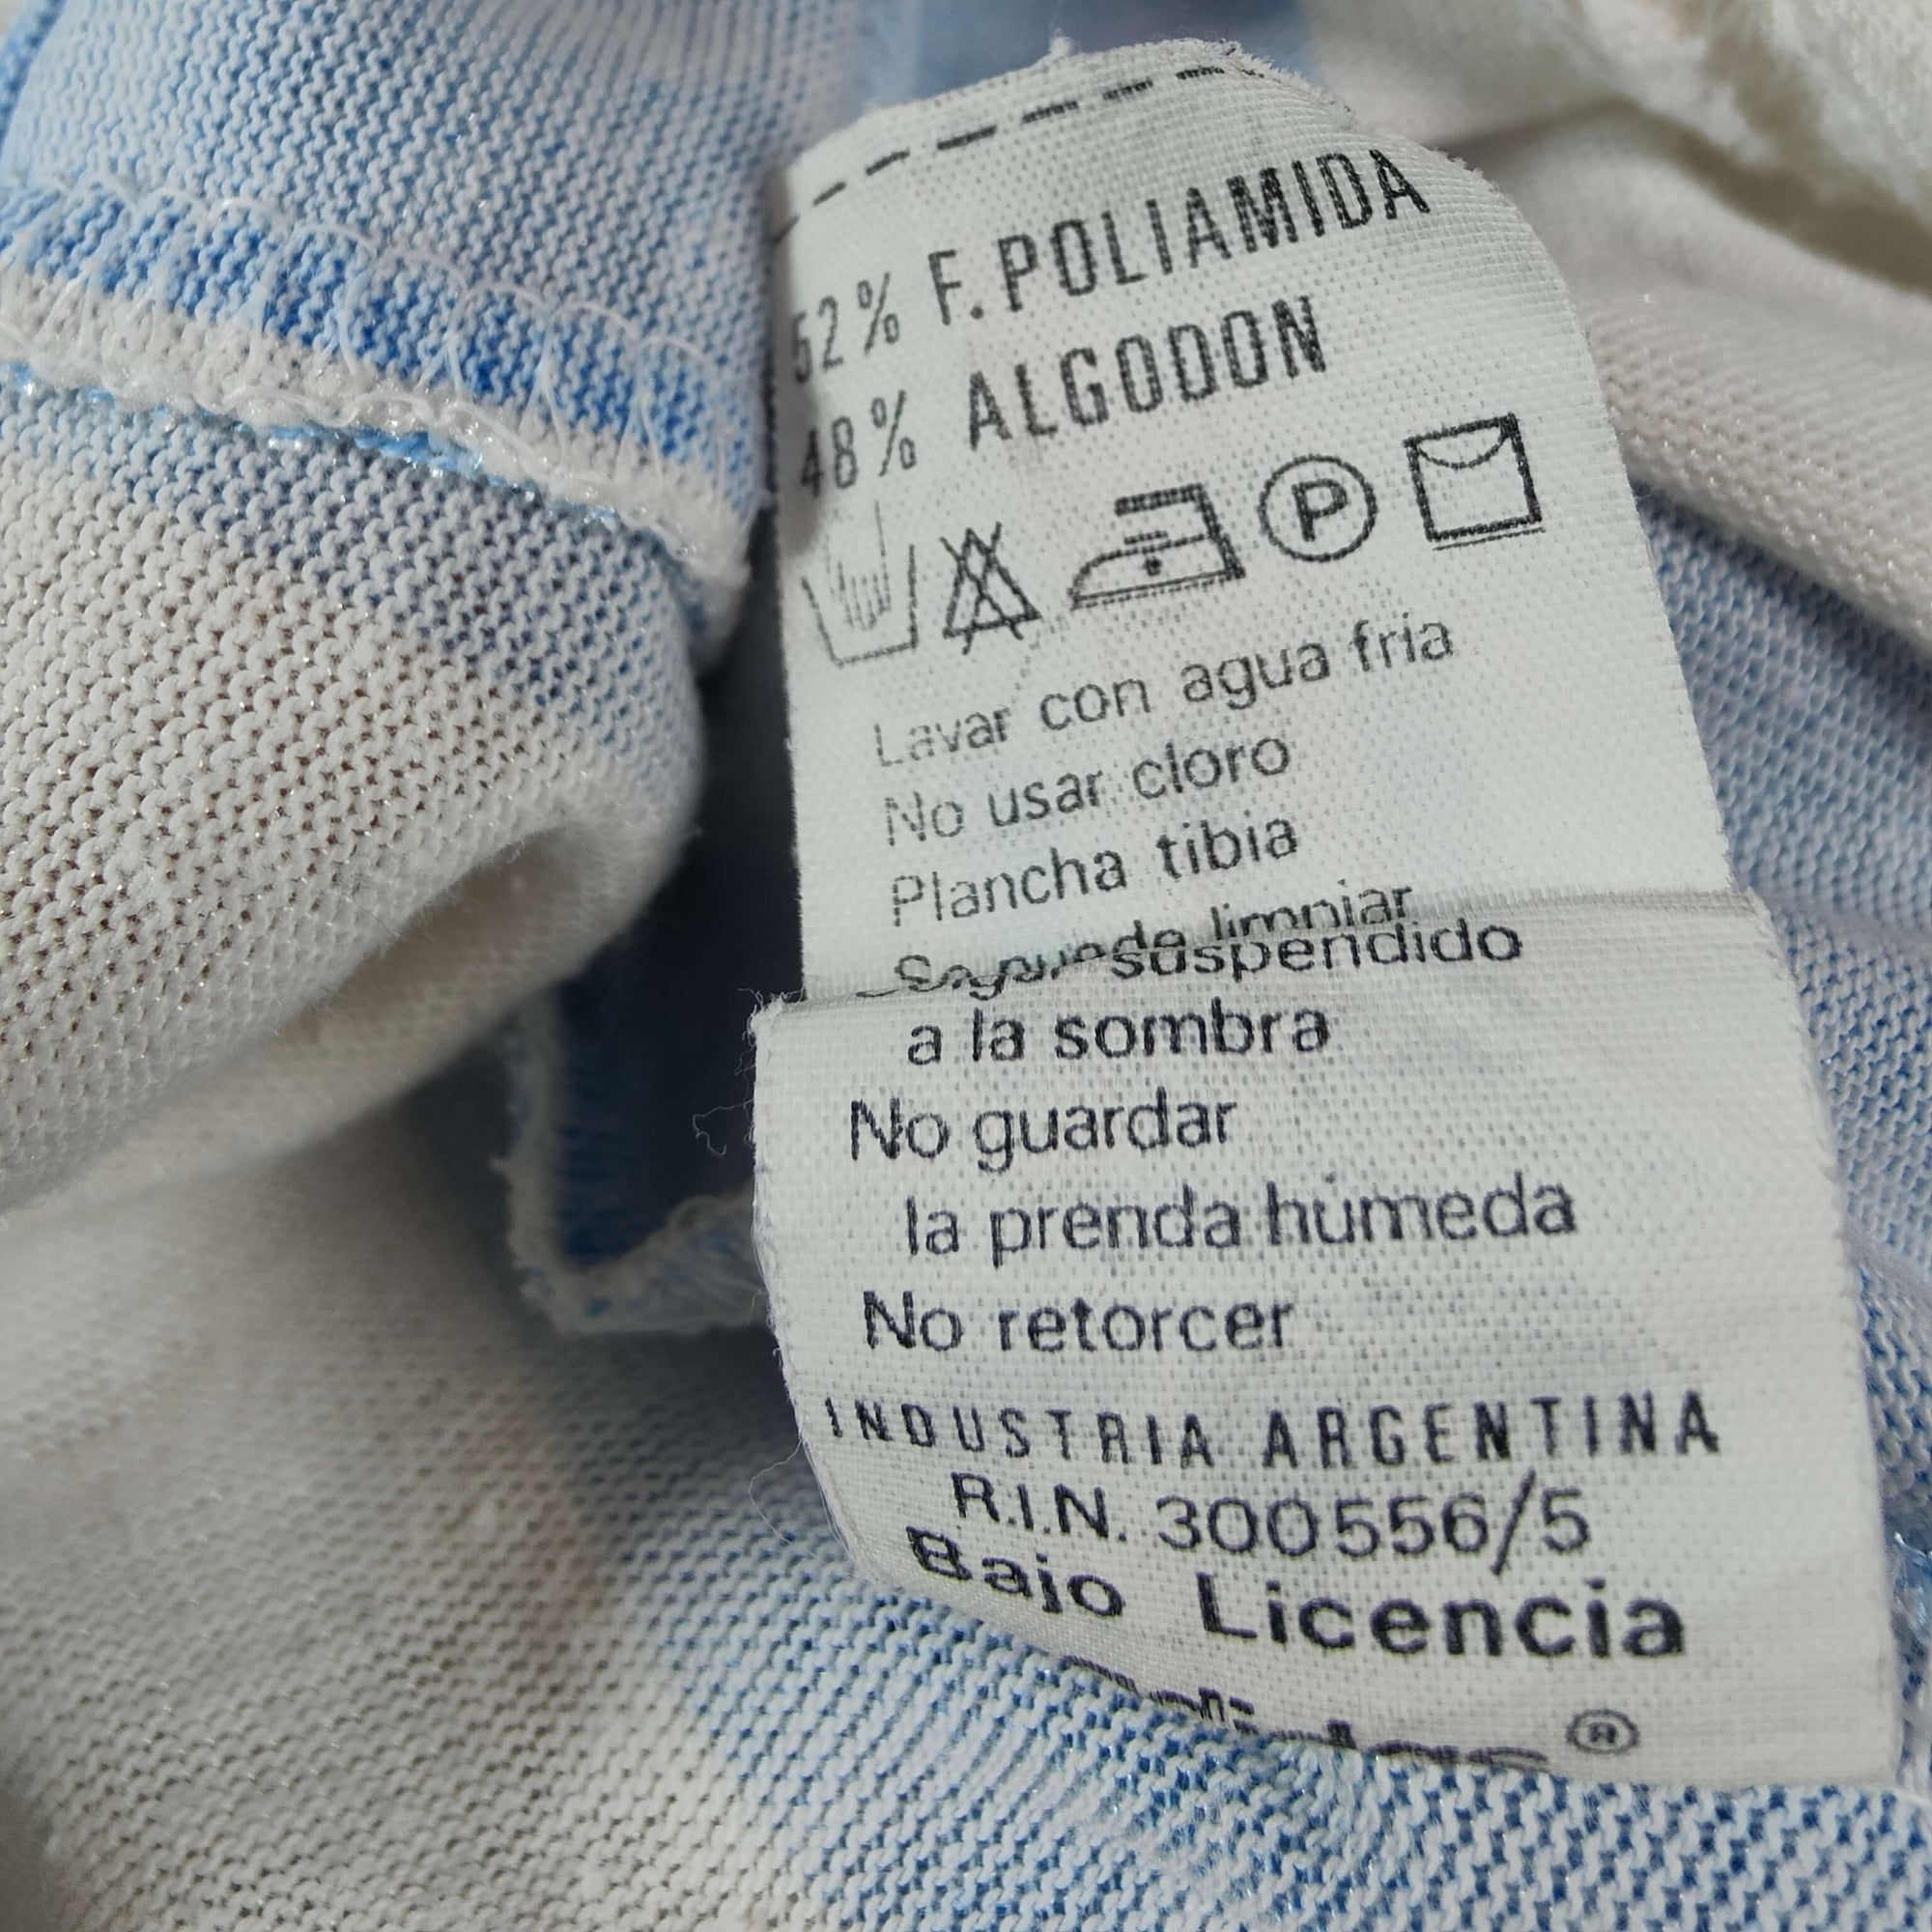 52% F. POLIAMIDA
48% ALGODON
P
Lavar con agua fria
No usar cloro
Plancha tibia
Se puede limpiar
suspendido
a la sombra
No guardar
la prenda húmeda
No retorcer
INDUSTRIA ARGENTINA
R.I.N. 300556/5
Bajo Licencia
®